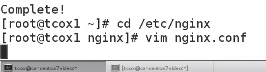 Complete!
[root@tcox1 ~]# cd /etc/nginx
[root@tcox1 nginx]# vim nginx.conf